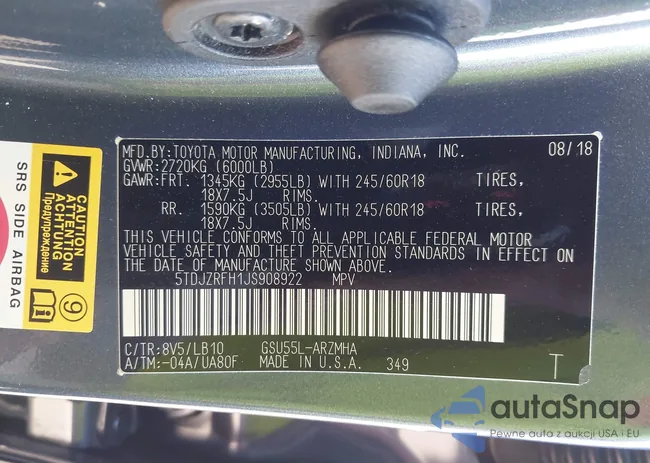 MFD.BY:TOYOTA MOTOR MANUFACTURING, INDIANA, INC. 08/18
GVWR:2720KG (6000LB)
GAWR:FRT. 1345KG (2955LB) WITH 245/60R18 TIRES,
18X7.5J RIMS.
RR. 1590KG (3505LB) WITH 245/60R18 TIRES,
18X7.5J RIMS.
THIS VEHICLE CONFORMS TO ALL APPLICABLE FEDERAL MOTOR
VEHICLE SAFETY AND THEFT PREVENTION STANDARDS IN EFFECT ON
THE DATE OF MANUFACTURE SHOWN ABOVE.
5TDJZRFH1JS908922 MPV
C/TR:8V5/LB10 GSU55L-ARZMHA
A/TM:-04A/UA80F MADE IN U.S.A. 349 T
SRS SIDE AIRBAG
CAUTION
ATTENTION
ACHTUNG
Предупреждение
9
autaSnap
Pewne auta z aukcji USA i EU